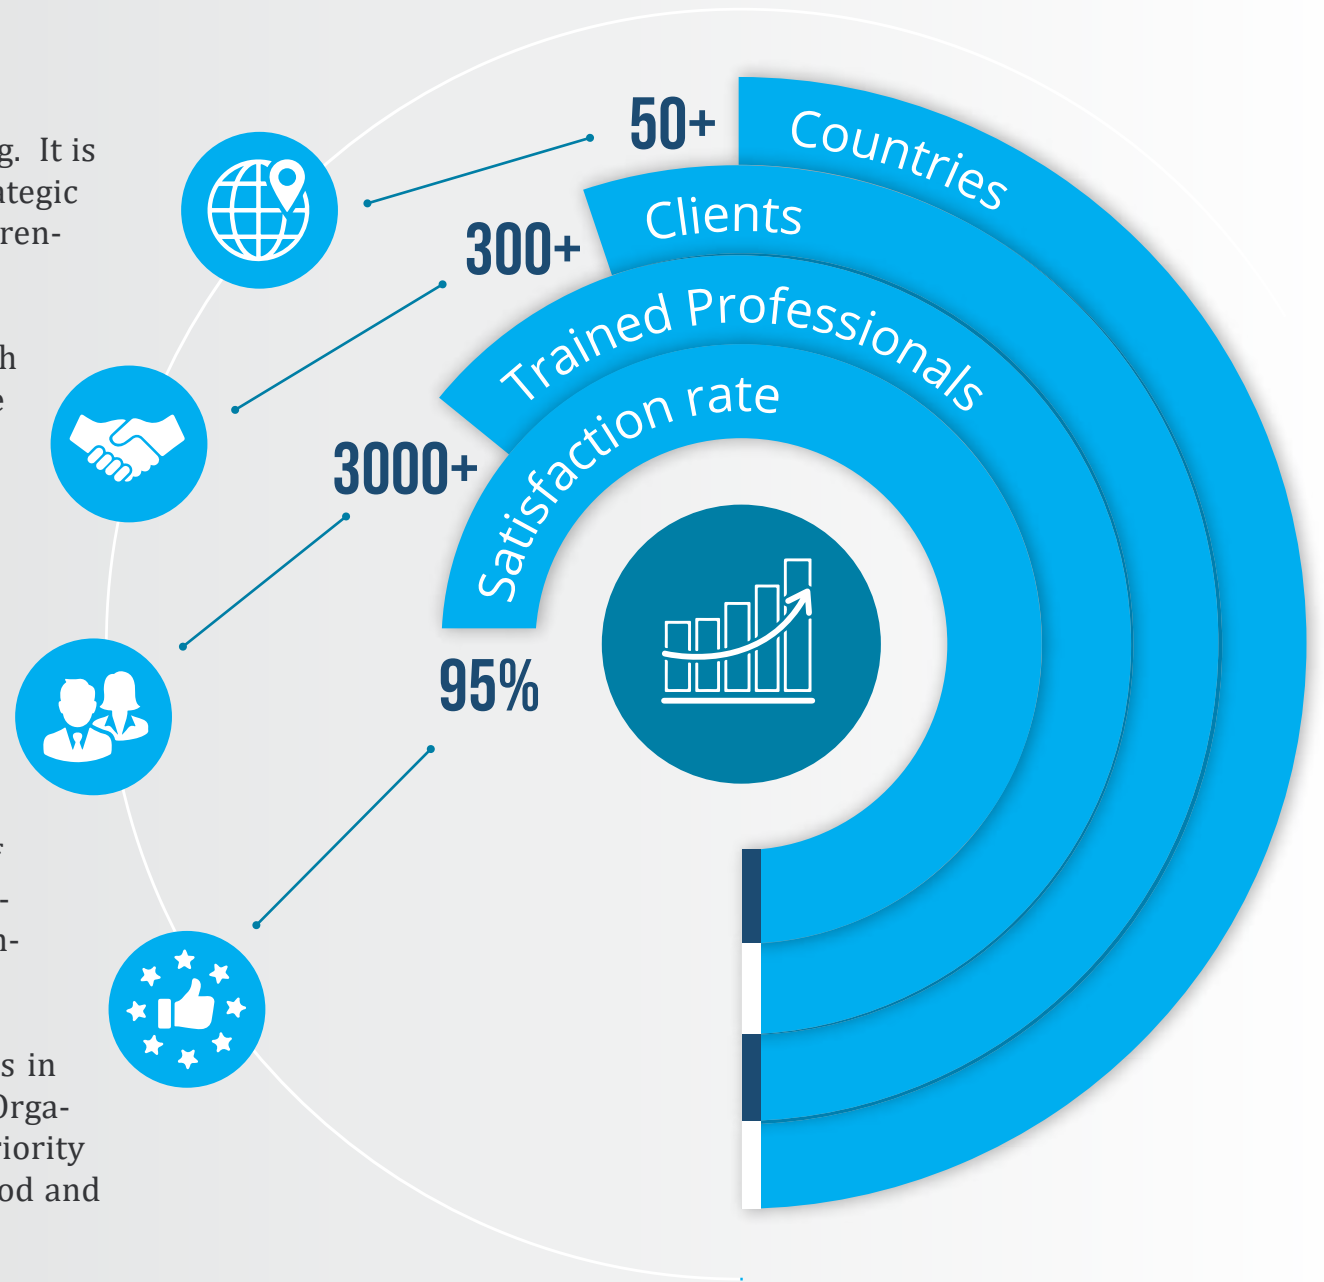 g. It is
ategic
ren-
h
e
f
-
n-
s in
Orga-
riority
od and
50+
Countries
300+
Clients
3000+
Trained Professionals
95%
Satisfaction rate